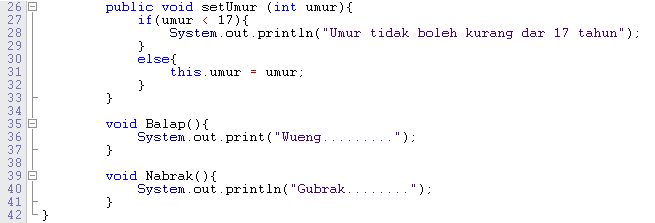 26 public void setUmur (int umur){
27 if(umur < 17){
28 System.out.println("Umur tidak boleh kurang dar 17 tahun");
29 }
30 else{
31 this.umur = umur;
32 }
33 }
34
35 void Balap(){
36 System.out.print("Wueng.........");
37 }
38
39 void Nabrak(){
40 System.out.println("Gubrak........");
41 }
42 }